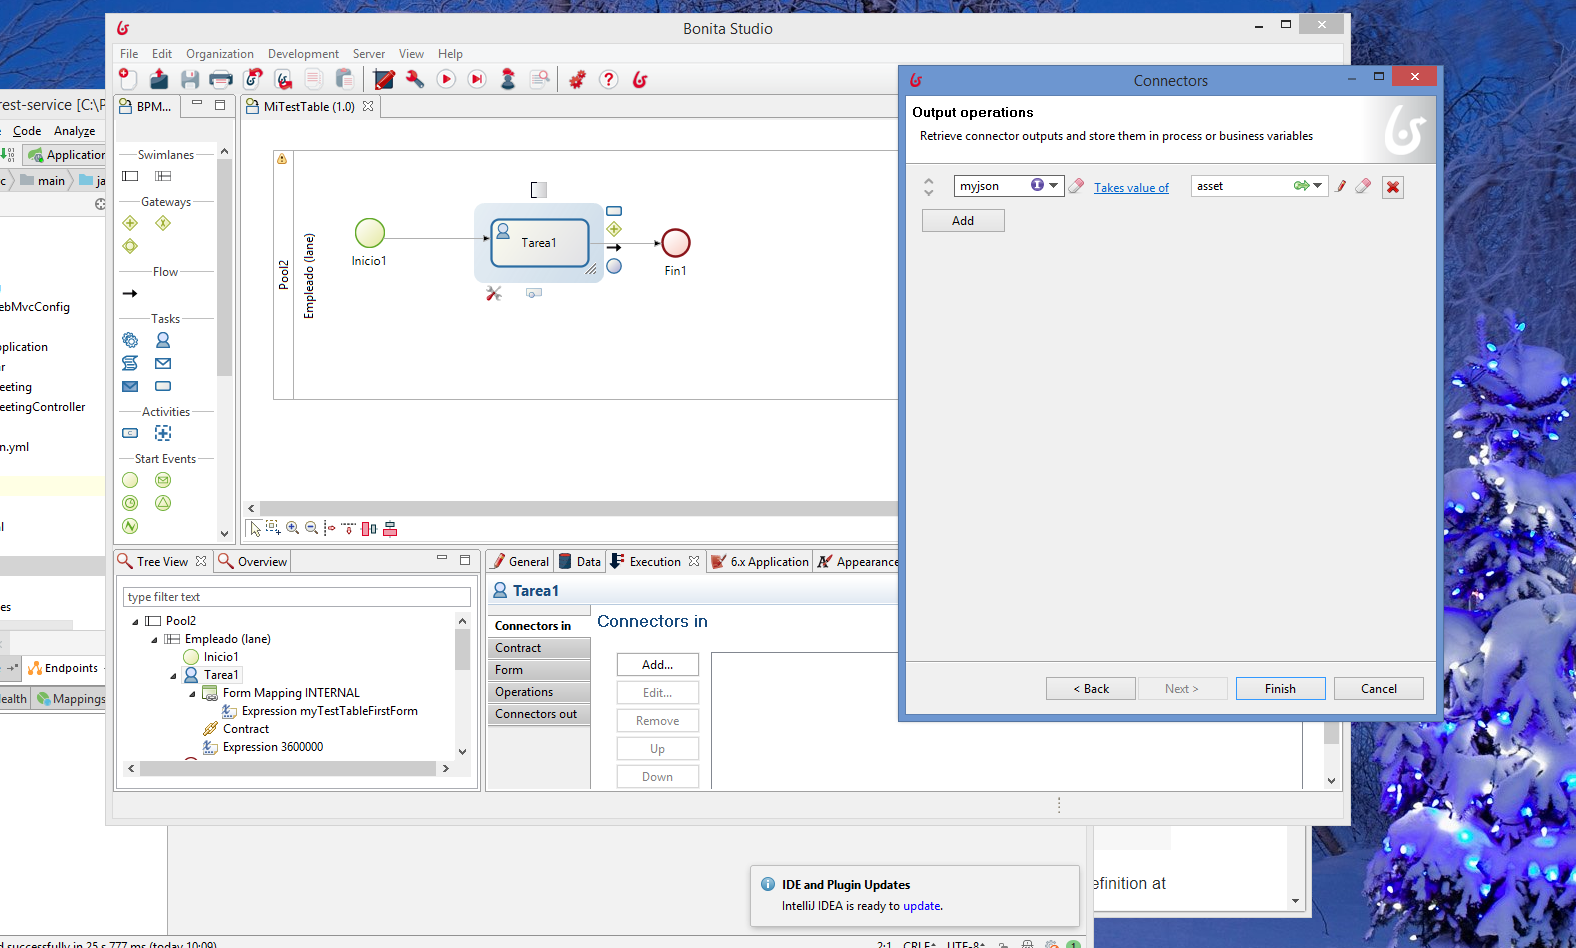 Bonita Studio
File Edit Organization Development Server View Help
rest-service [C:\P
Code Analyze
Application
main
ja
ebMvcConfig
plication
r
eeting
eetingController
n.yml
l
es
Endpoints
ealth
Mappings
BPM...
Swimlanes
Gateways
Flow
Tasks
Activities
C
Start Events
MiTestTable (1.0)
Pool2
Empleado (lane)
Inicio1
Tarea1
Fin1
Tree View
Overview
type filter text
Pool2
Empleado (lane)
Inicio1
Tarea1
Form Mapping INTERNAL
Expression myTestTableFirstForm
Contract
Expression 3600000
General
Data
Execution
6.x Application
Appearance
Tarea1
Connectors in
Contract
Form
Operations
Connectors out
Connectors in
Add...
Edit...
Remove
Up
Down
Connectors
Output operations
Retrieve connector outputs and store them in process or business variables
myjson
Takes value of
asset
Add
< Back
Next >
Finish
Cancel
IDE and Plugin Updates
IntelliJ IDEA is ready to update.
efinition at
d successfully in 25 s 777 ms (today 10:09)
2:1 CRLF UTF-8
1